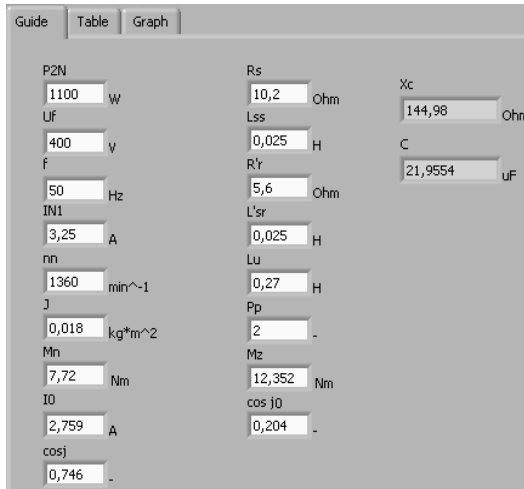 Guide Table Graph
P2N
1100 W
Uf
400 V
f
50 Hz
IN1
3,25 A
nn
1360 min^-1
J
0,018 kg*m^2
Mn
7,72 Nm
I0
2,759 A
cosj
0,746 -
Rs
10,2 Ohm
Lss
0,025 H
R'r
5,6 Ohm
L'sr
0,025 H
Lu
0,27 H
Pp
2 -
Mz
12,352 Nm
cos j0
0,204 -
Xc
144,98 Ohm
C
21,9554 uF